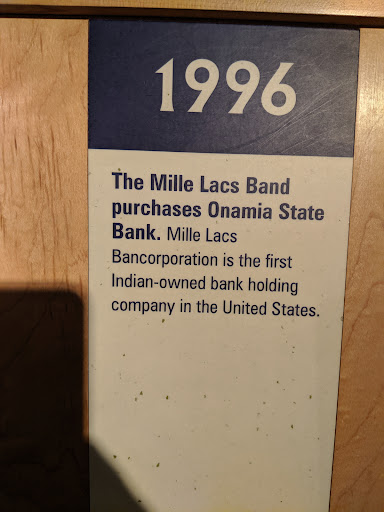 1996
The Mille Lacs Band
purchases Onamia State
Bank. Mille Lacs
Bancorporation is the first
Indian-owned bank holding
company in the United States.